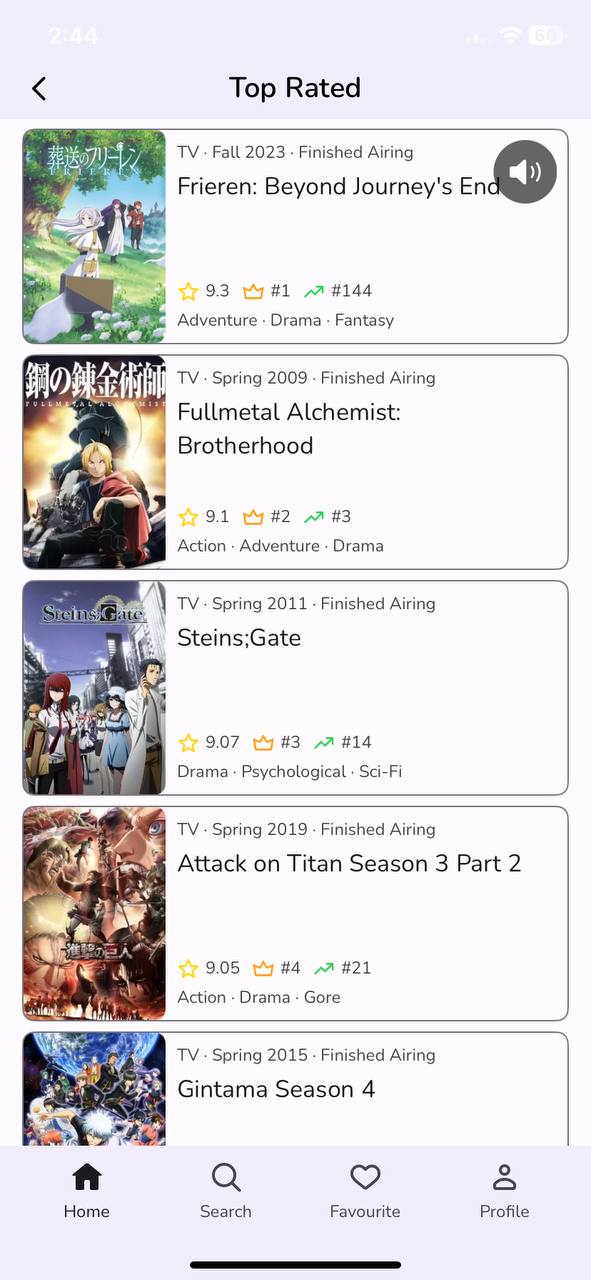 2:44
60
Top Rated
葬送のフリーレン
FRIEREN
TV · Fall 2023 · Finished Airing
Frieren: Beyond Journey's End
9.3 #1 #144
Adventure · Drama · Fantasy
鋼の錬金術師
FULLMETAL ALCHEMIST
TV · Spring 2009 · Finished Airing
Fullmetal Alchemist:
Brotherhood
9.1 #2 #3
Action · Adventure · Drama
Steins;Gate
TV · Spring 2011 · Finished Airing
Steins;Gate
9.07 #3 #14
Drama · Psychological · Sci-Fi
進撃の巨人
TV · Spring 2019 · Finished Airing
Attack on Titan Season 3 Part 2
9.05 #4 #21
Action · Drama · Gore
TV · Spring 2015 · Finished Airing
Gintama Season 4
Home Search Favourite Profile